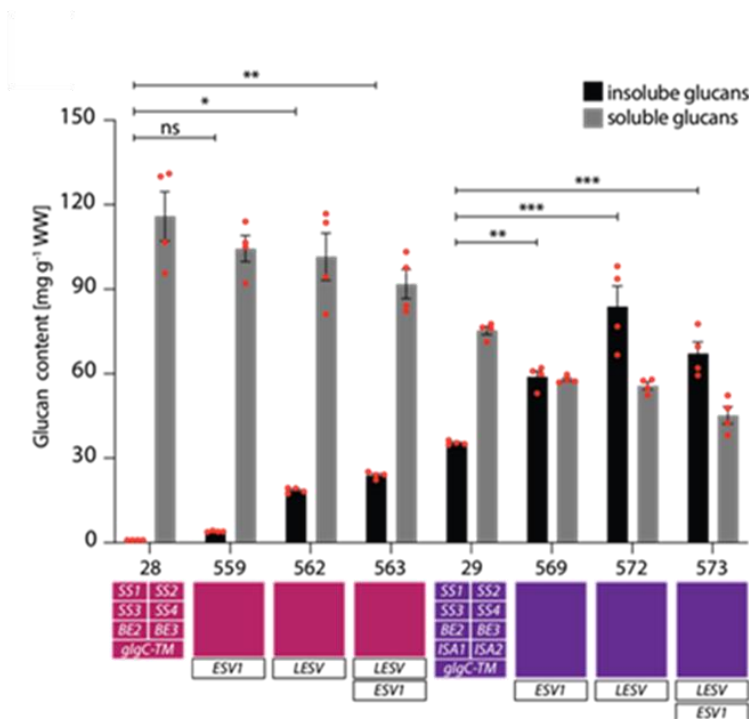 **
*
ns
insolube glucans
soluble glucans
***
***
**
Glucan content [mg g⁻¹ WW]
150
120
90
60
30
0
28 559 562 563 29 569 572 573
SS1 SS2 SS1 SS2
SS3 SS4 SS3 SS4
BE2 BE3 BE2 BE3
glgC-TM ISA1 ISA2
ESV1 LESV LESV glgC-TM
ESV1 ESV1 LESV LESV
ESV1